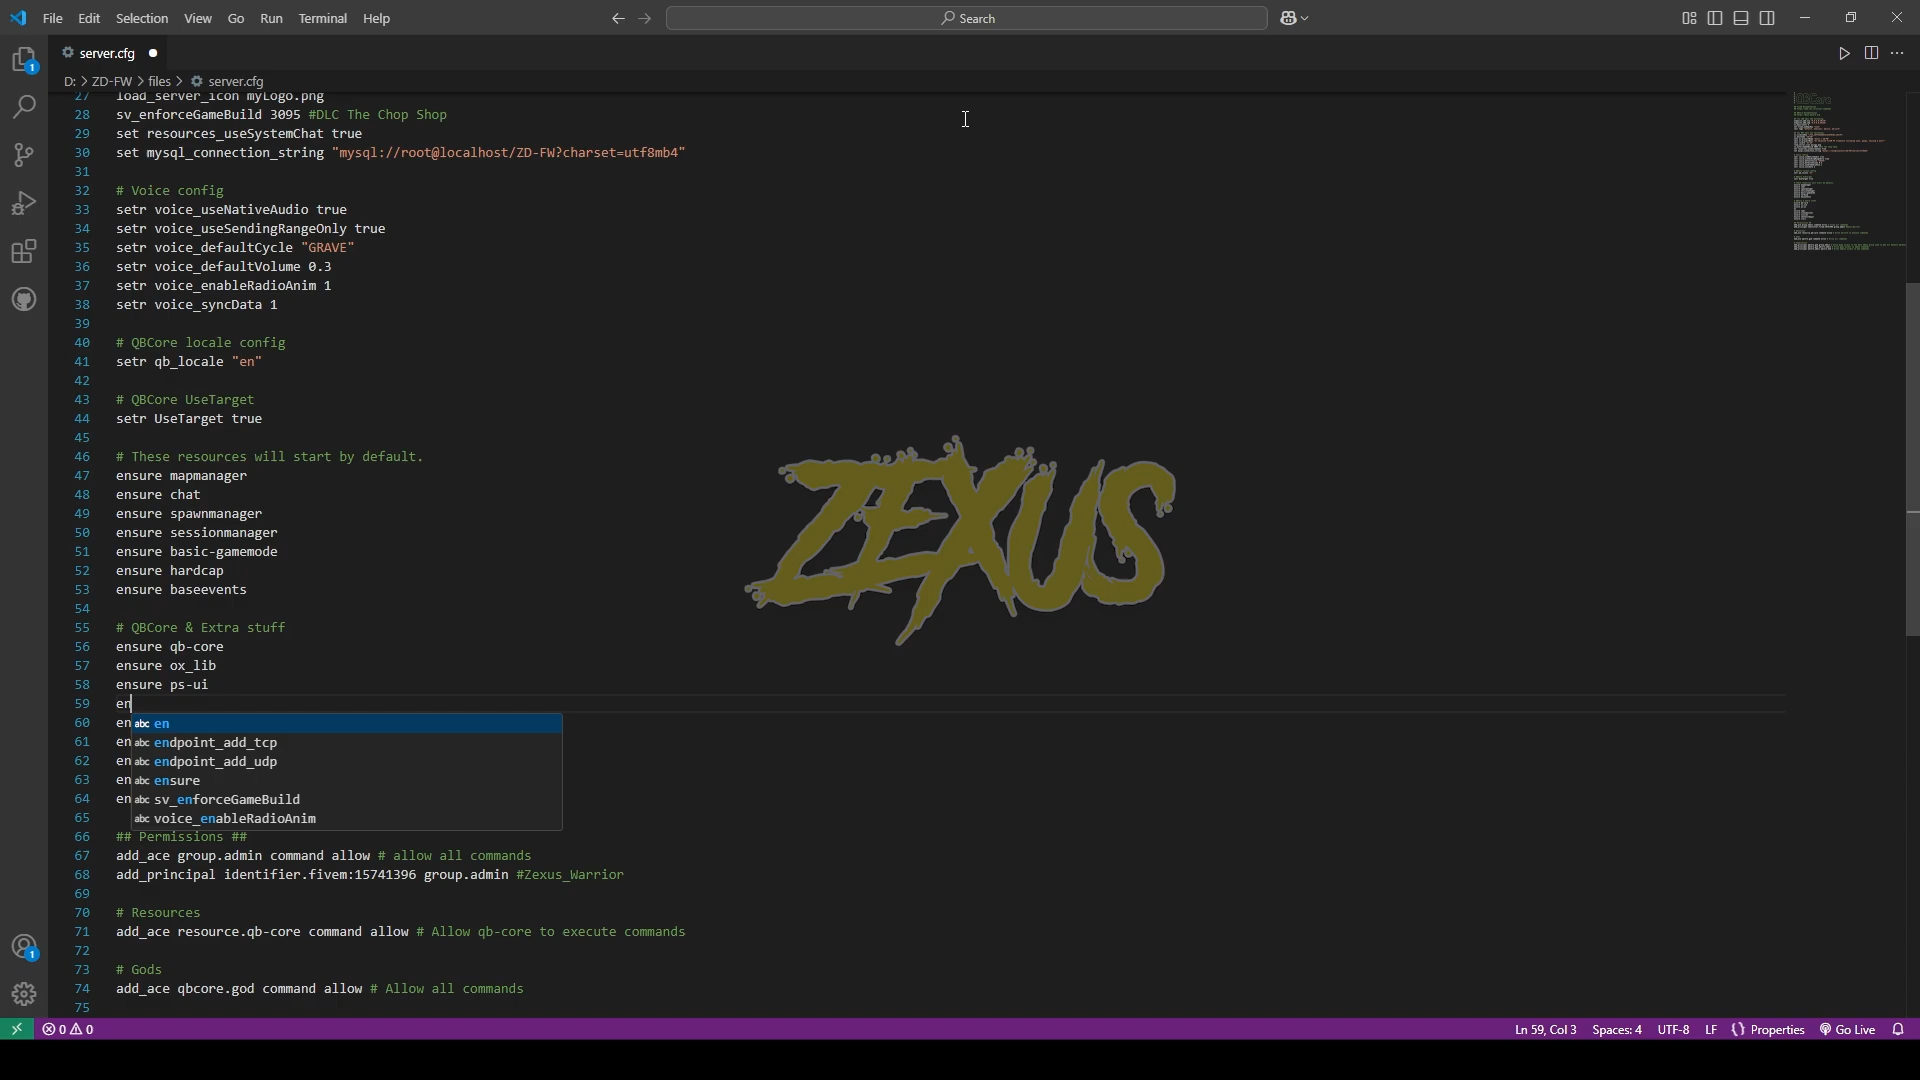 File Edit Selection View Go Run Terminal Help
Search
server.cfg
D: > ZD-FW > files > server.cfg
27 load_server_icon myLogo.png
28 sv_enforceGameBuild 3095 #DLC The Chop Shop
29 set resources_useSystemChat true
30 set mysql_connection_string "mysql://root@localhost/ZD-FW?charset=utf8mb4"
31
32 # Voice config
33 setr voice_useNativeAudio true
34 setr voice_useSendingRangeOnly true
35 setr voice_defaultCycle "GRAVE"
36 setr voice_defaultVolume 0.3
37 setr voice_enableRadioAnim 1
38 setr voice_syncData 1
39
40 # QBCore locale config
41 setr qb_locale "en"
42
43 # QBCore UseTarget
44 setr UseTarget true
45
46 # These resources will start by default.
47 ensure mapmanager
48 ensure chat
49 ensure spawnmanager
50 ensure sessionmanager
51 ensure basic-gamemode
52 ensure hardcap
53 ensure baseevents
54
55 # QBCore & Extra stuff
56 ensure qb-core
57 ensure ox_lib
58 ensure ps-ui
59 en
60 en abc en
61 en abc endpoint_add_tcp
62 en abc endpoint_add_udp
63 en abc ensure
64 en abc sv_enforceGameBuild
65 abc voice_enableRadioAnim
66 ## Permissions ##
67 add_ace group.admin command allow # allow all commands
68 add_principal identifier.fivem:15741396 group.admin #Zexus_Warrior
69
70 # Resources
71 add_ace resource.qb-core command allow # Allow qb-core to execute commands
72
73 # Gods
74 add_ace qbcore.god command allow # Allow all commands
75
ZEXUS
1
1
0 0 Ln 59, Col 3 Spaces: 4 UTF-8 LF {} Properties Go Live